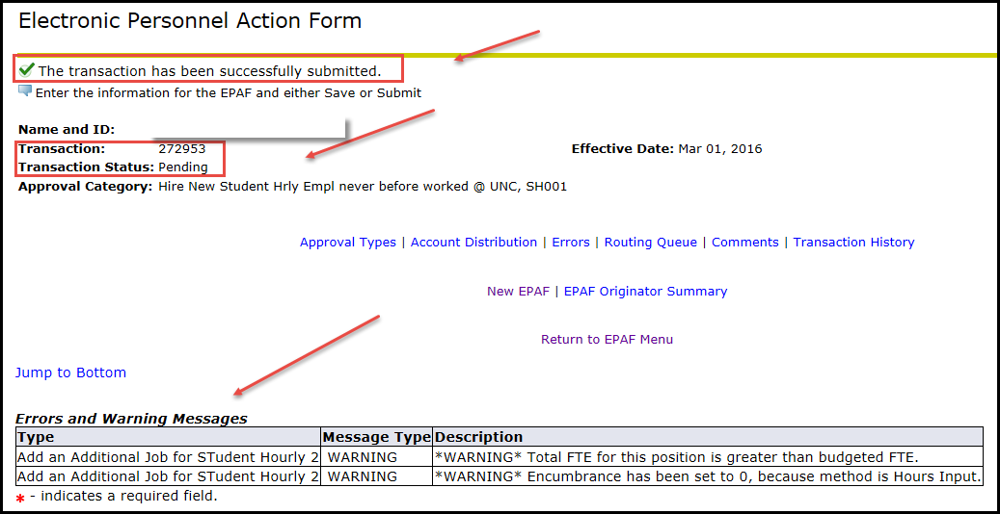 Electronic Personnel Action Form
The transaction has been successfully submitted.
Enter the information for the EPAF and either Save or Submit
Name and ID:
Transaction: 272953 Effective Date: Mar 01, 2016
Transaction Status: Pending
Approval Category: Hire New Student Hrly Empl never before worked @ UNC, SH001
Approval Types | Account Distribution | Errors | Routing Queue | Comments | Transaction History
New EPAF | EPAF Originator Summary
Return to EPAF Menu
Jump to Bottom
Errors and Warning Messages
Type Message Type Description
Add an Additional Job for STudent Hourly 2 WARNING *WARNING* Total FTE for this position is greater than budgeted FTE.
Add an Additional Job for STudent Hourly 2 WARNING *WARNING* Encumbrance has been set to 0, because method is Hours Input.
* - indicates a required field.